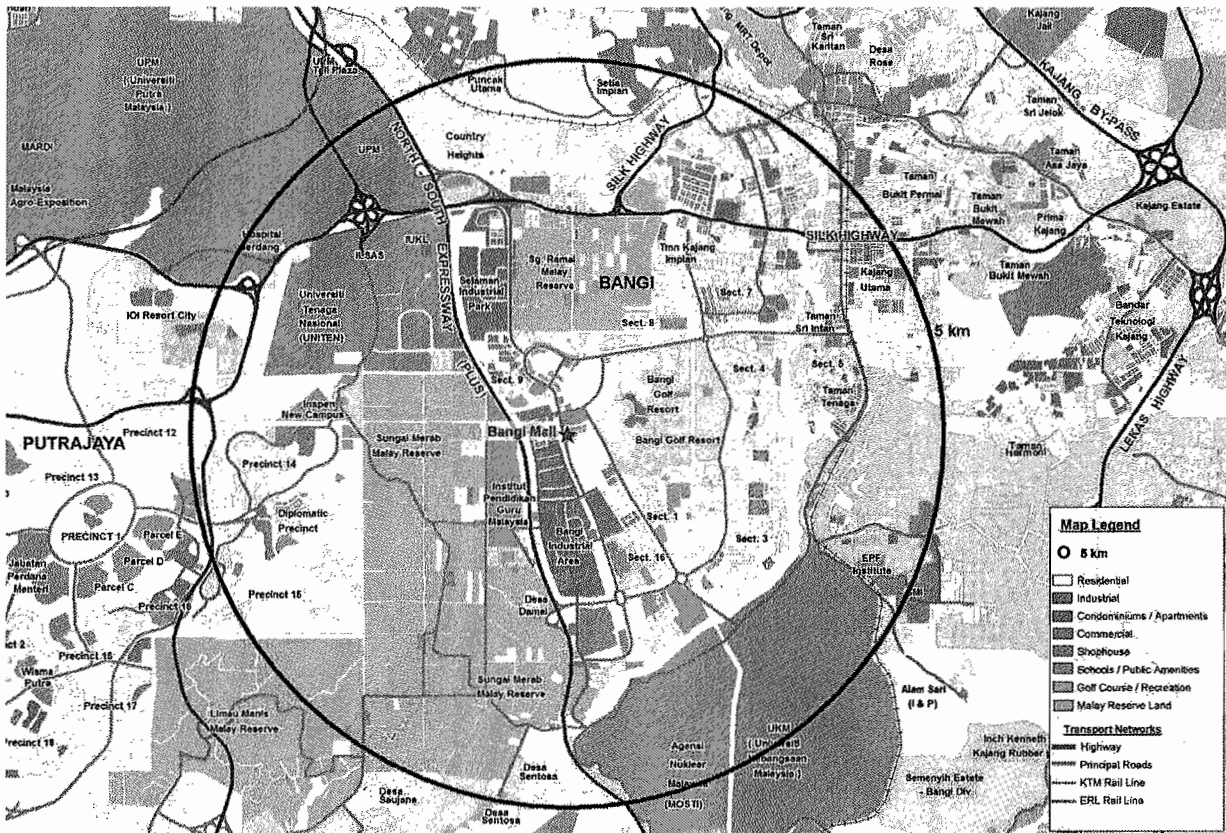 UPM
( Universiti
Putra
Malaysia )
MARDI
Malaysia
Agro-Exposition
UPM
Toll Plaza
UPM
Puncak
Utama
Setia
Impian
Country
Heights
NORTH - SOUTH EXPRESSWAY (PLUS)
SILK HIGHWAY
MRT Depot
Taman
Sri
Karitan
Desa
Rose
Kajang
Jail
KAJANG BY-PASS
Taman
Sri Jelok
Taman
Asa Jaya
Kajang Estate
Taman
Bukit Permai
Taman
Bukit
Mewah
Prima
Kajang
SILK HIGHWAY
Taman
Bukit Mewah
Kajang
Utama
Bandar
Teknologi
Kajang
LEKAS HIGHWAY
Hospital
Serdang
ILSAS
IUKL
Universiti
Tenaga
Nasional
(UNITEN)
IOI Resort City
Selaman
Industrial
Park
Sg. Ramal
Malay
Reserve
BANGI
Tmn Kajang
Impian
Sect. 7
Sect. 8
Taman
Sri Intan
5 km
Sect. 9
Bangi
Golf
Resort
Sect. 4
Sect. 5
Taman
Tenaga
Inspen
New Campus
Bangi Mall
Bangi Golf Resort
Taman
Harmoni
PUTRAJAYA
Precinct 12
Precinct 13
Precinct 14
Sungai Merab
Malay Reserve
Institut
Pendidikan
Guru
Malaysia
Diplomatic
Precinct
PRECINCT 1
Parcel E
Parcel D
Parcel C
Jabatan
Perdana
Menteri
Precinct 15
Bangi
Industrial
Area
Sect. 1
Sect. 16
Sect. 3
EPF
Institute
Desa
Damai
Precinct 16
Wisma
Putra
Precinct 17
Precinct 18
Limau Manis
Malay Reserve
Sungai Merab
Malay Reserve
Desa
Saujana
Desa
Sentosa
Desa
Sentosa
Agensi
Nuklear
Malaysia
(MOSTI)
UKM
( Universiti
Kebangsaan
Malaysia )
Alam Sari
(I & P)
Inch Kenneth
Kajang Rubber
Semenyih Estate
- Bangi Div
Map Legend
5 km
Residential
Industrial
Condominiums / Apartments
Commercial
Shophouse
Schools / Public Amenities
Golf Course / Recreation
Malay Reserve Land
Transport Networks
Highway
Principal Roads
KTM Rail Line
ERL Rail Line